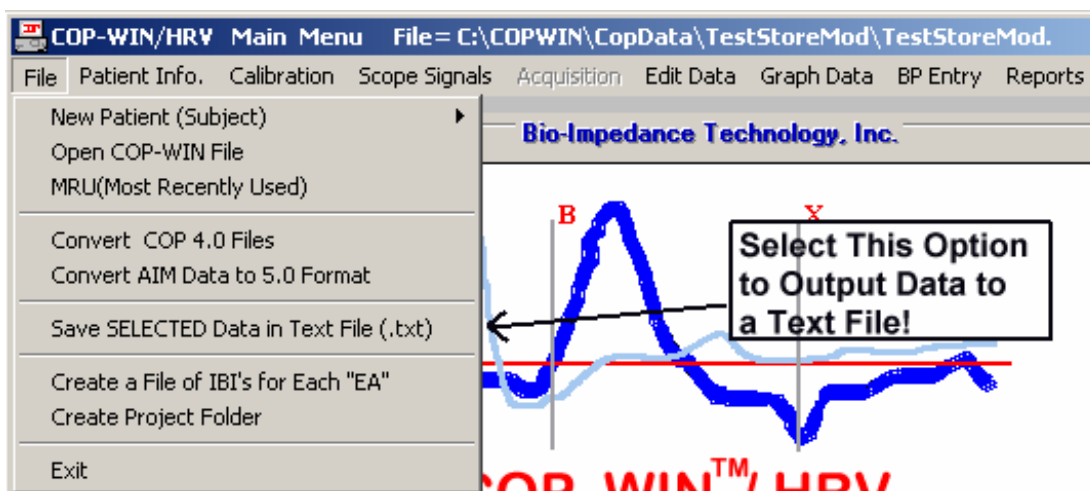 COP-WIN/HRV Main Menu File= C:\COPWIN\CopData\TestStoreMod\TestStoreMod.
File Patient Info. Calibration Scope Signals Acquisition Edit Data Graph Data BP Entry Reports
New Patient (Subject)
Open COP-WIN File
MRU(Most Recently Used)
Convert COP 4.0 Files
Convert AIM Data to 5.0 Format
Save SELECTED Data in Text File (.txt)
Create a File of IBI's for Each "EA"
Create Project Folder
Exit
Bio-Impedance Technology, Inc.
B
X
Select This Option
to Output Data to
a Text File!
COP-WIN™/ HRV